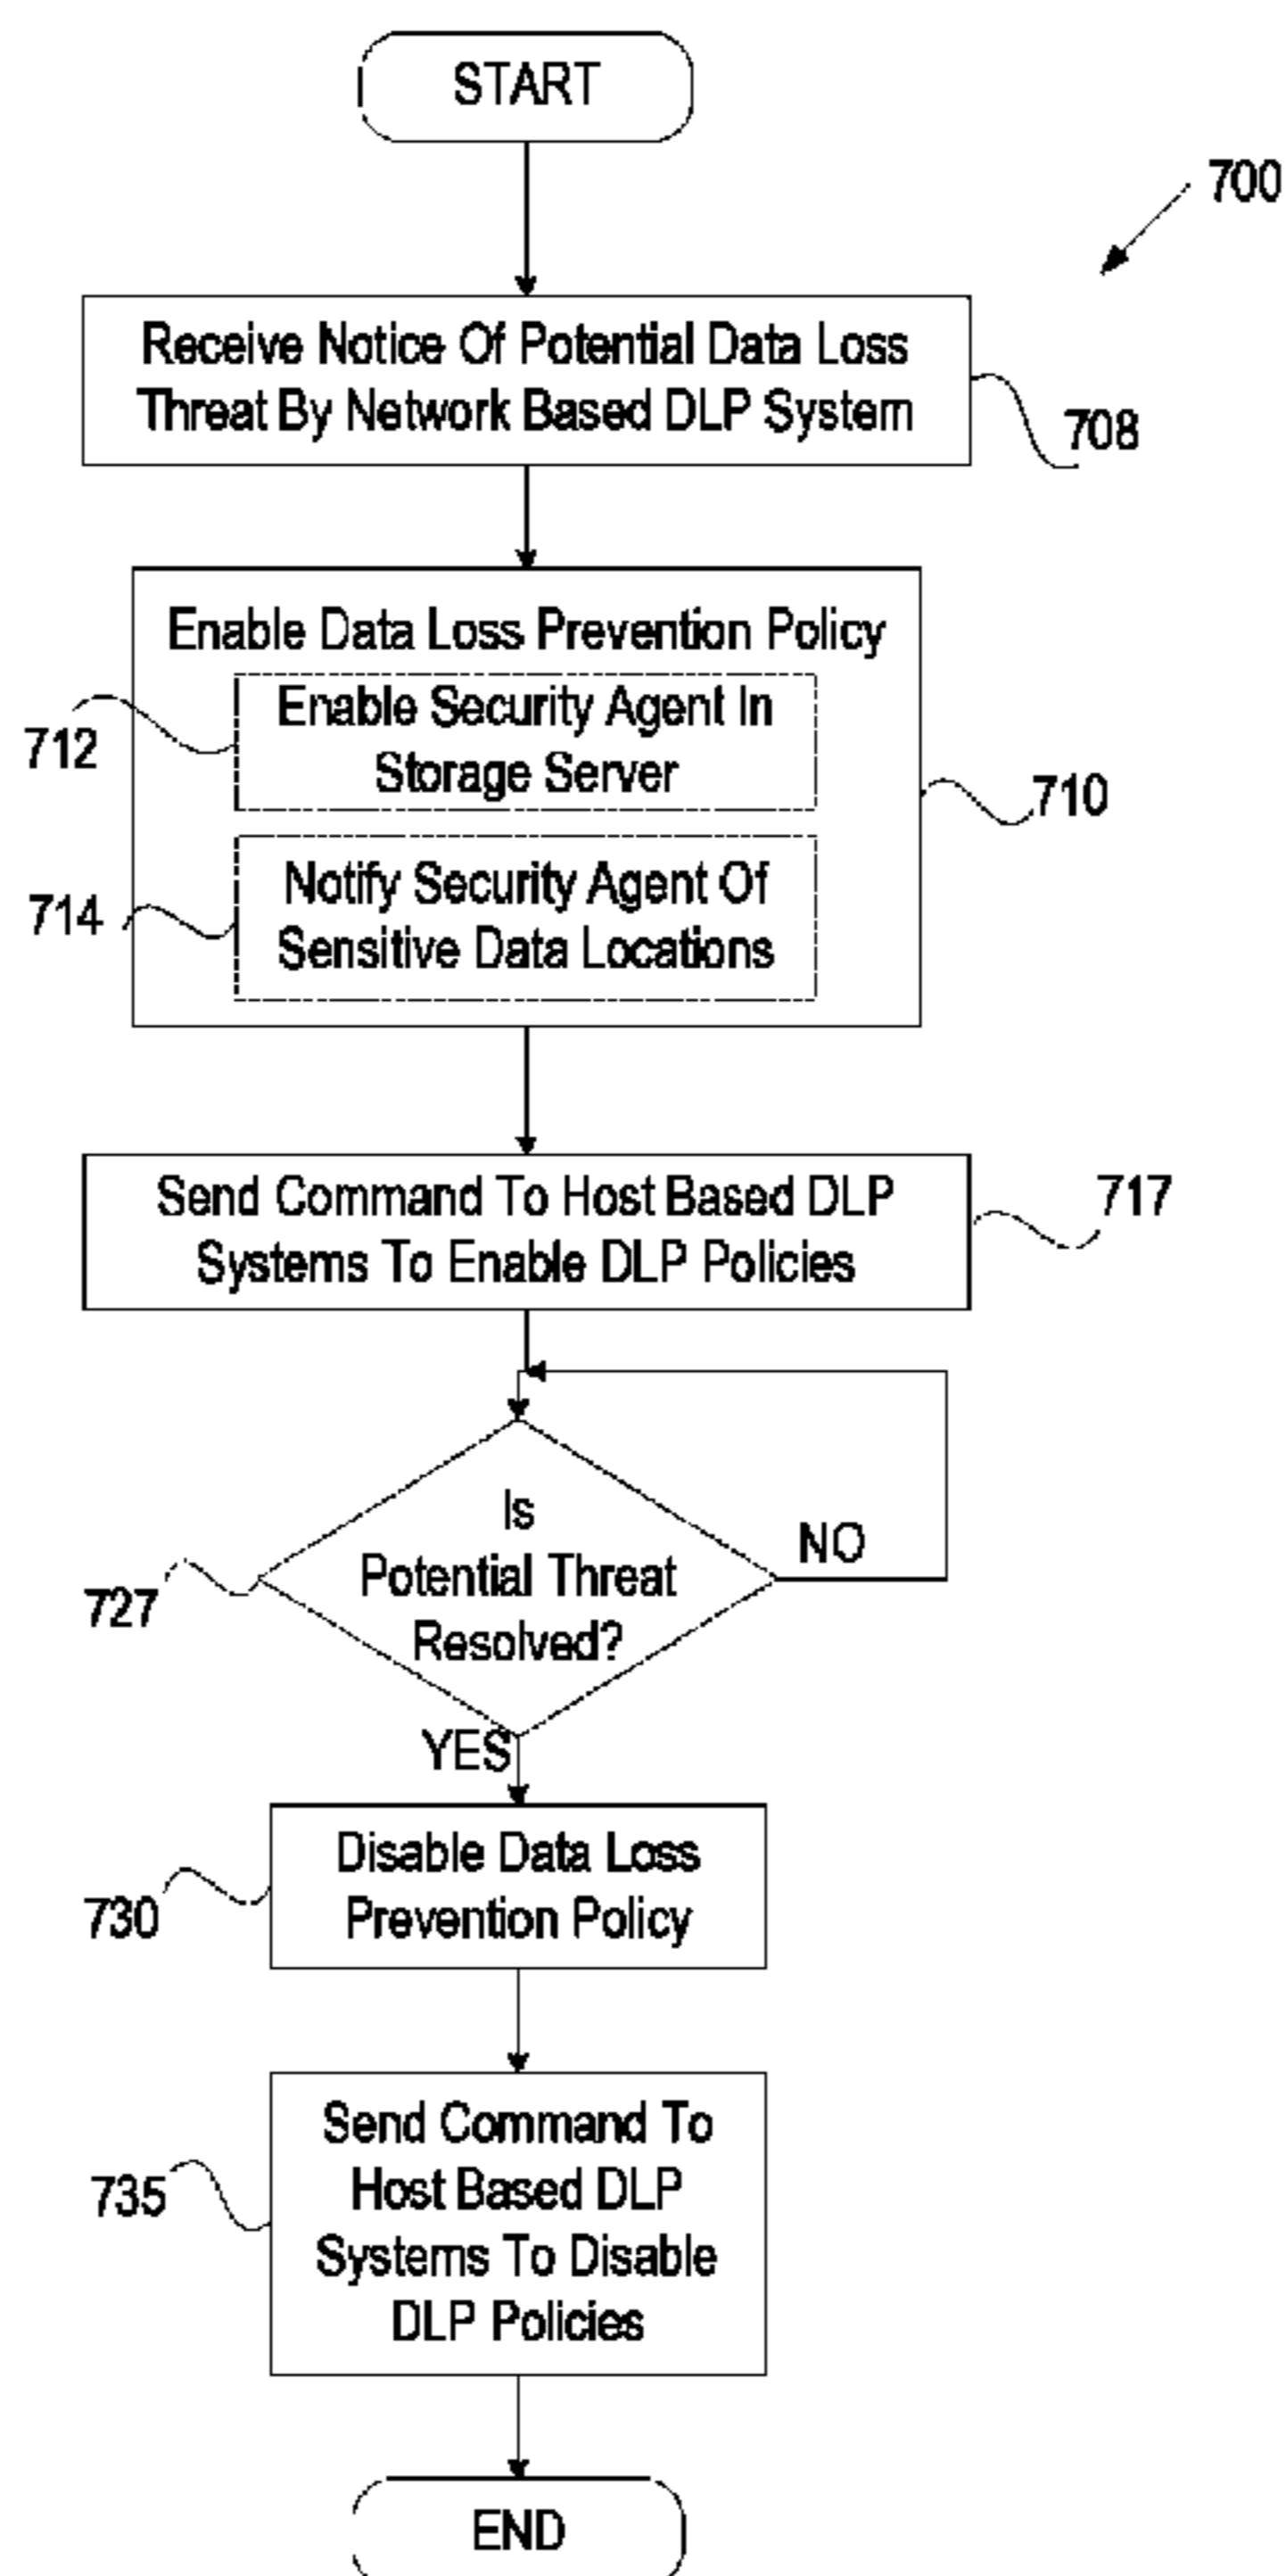 START
700
Receive Notice Of Potential Data Loss
Threat By Network Based DLP System
708
Enable Data Loss Prevention Policy
Enable Security Agent In
Storage Server
712
710
Notify Security Agent Of
Sensitive Data Locations
714
Send Command To Host Based DLP
Systems To Enable DLP Policies
717
Is
Potential Threat
Resolved?
NO
727
YES
Disable Data Loss
Prevention Policy
730
Send Command To
Host Based DLP
Systems To Disable
DLP Policies
735
END